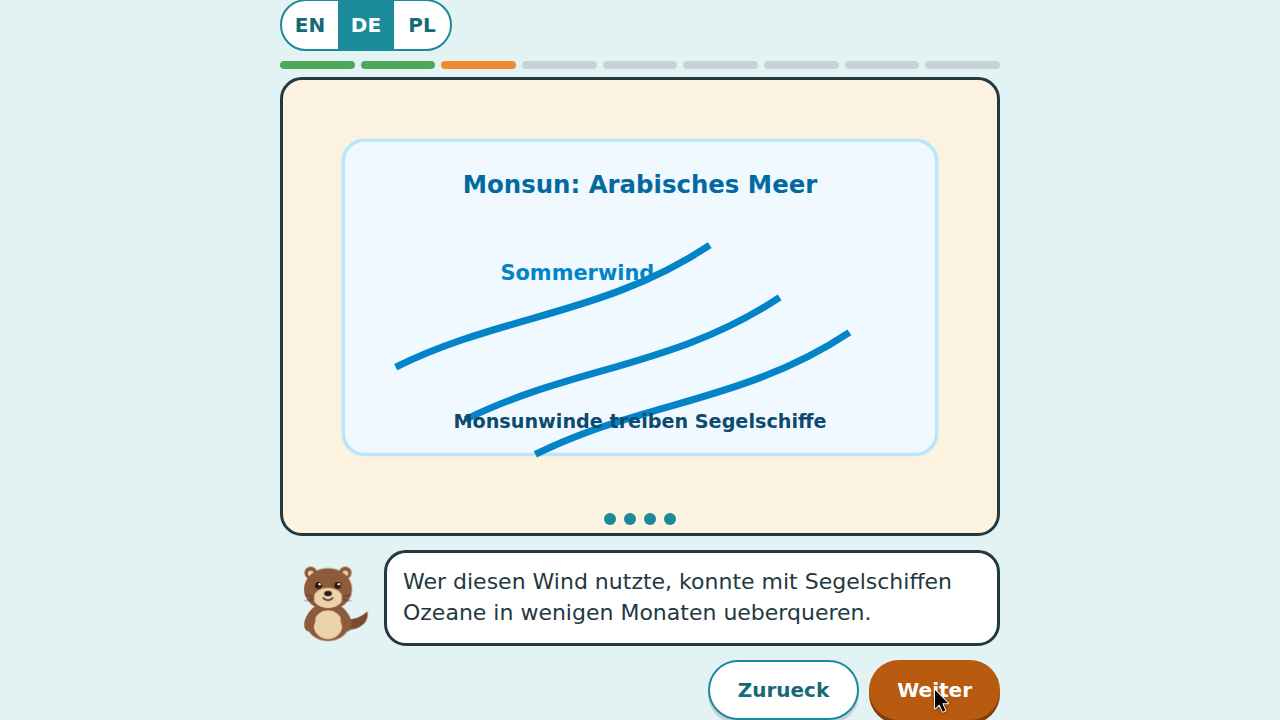 EN DE PL
Monsun: Arabisches Meer
Sommerwind
Monsunwinde treiben Segelschiffe
Wer diesen Wind nutzte, konnte mit Segelschiffen
Ozeane in wenigen Monaten ueberqueren.
Zurueck Weiter